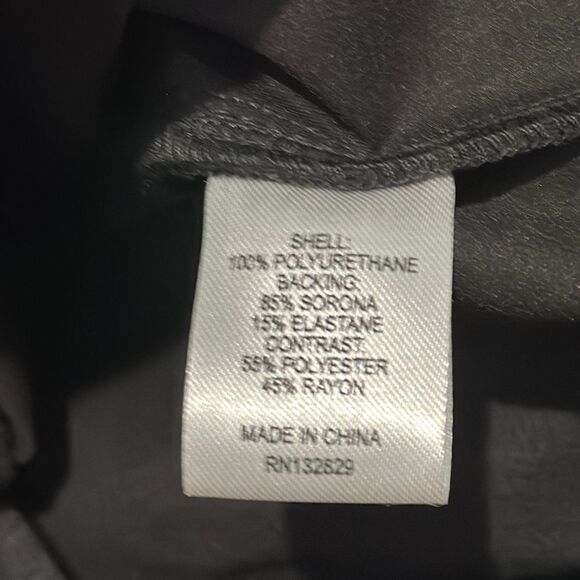 SHELL:
100% POLYURETHANE
BACKING:
85% SORONA
15% ELASTANE
CONTRAST:
55% POLYESTER
45% RAYON
MADE IN CHINA
RN132829